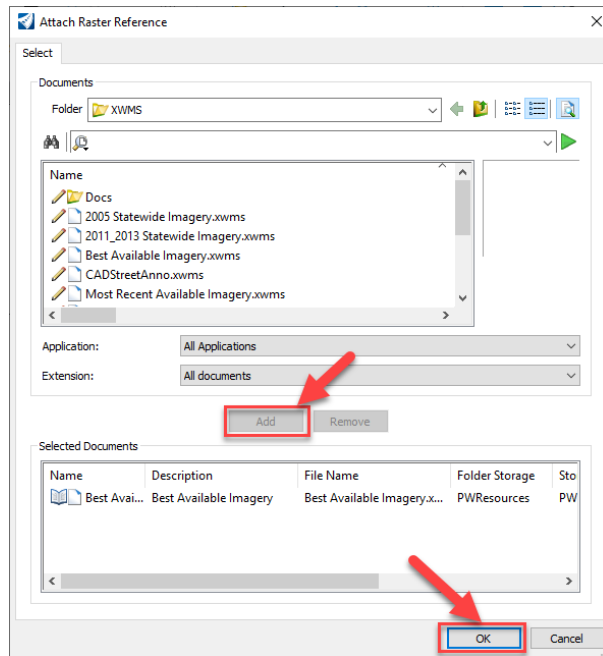 Attach Raster Reference
Select
Documents
Folder XWMS
Name
Docs
2005 Statewide Imagery.xwms
2011_2013 Statewide Imagery.xwms
Best Available Imagery.xwms
CADStreetAnno.xwms
Most Recent Available Imagery.xwms
Application: All Applications
Extension: All documents
Add Remove
Selected Documents
Name Description File Name Folder Storage Sto
Best Avai... Best Available Imagery Best Available Imagery.x... PWResources PW
OK Cancel